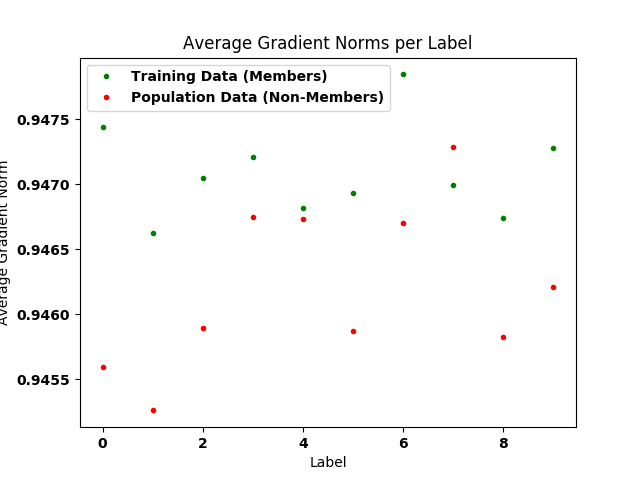 Average Gradient Norms per Label
Training Data (Members)
Population Data (Non-Members)
0.9475
0.9470
0.9465
0.9460
0.9455
Average Gradient Norm
0 2 4 6 8
Label